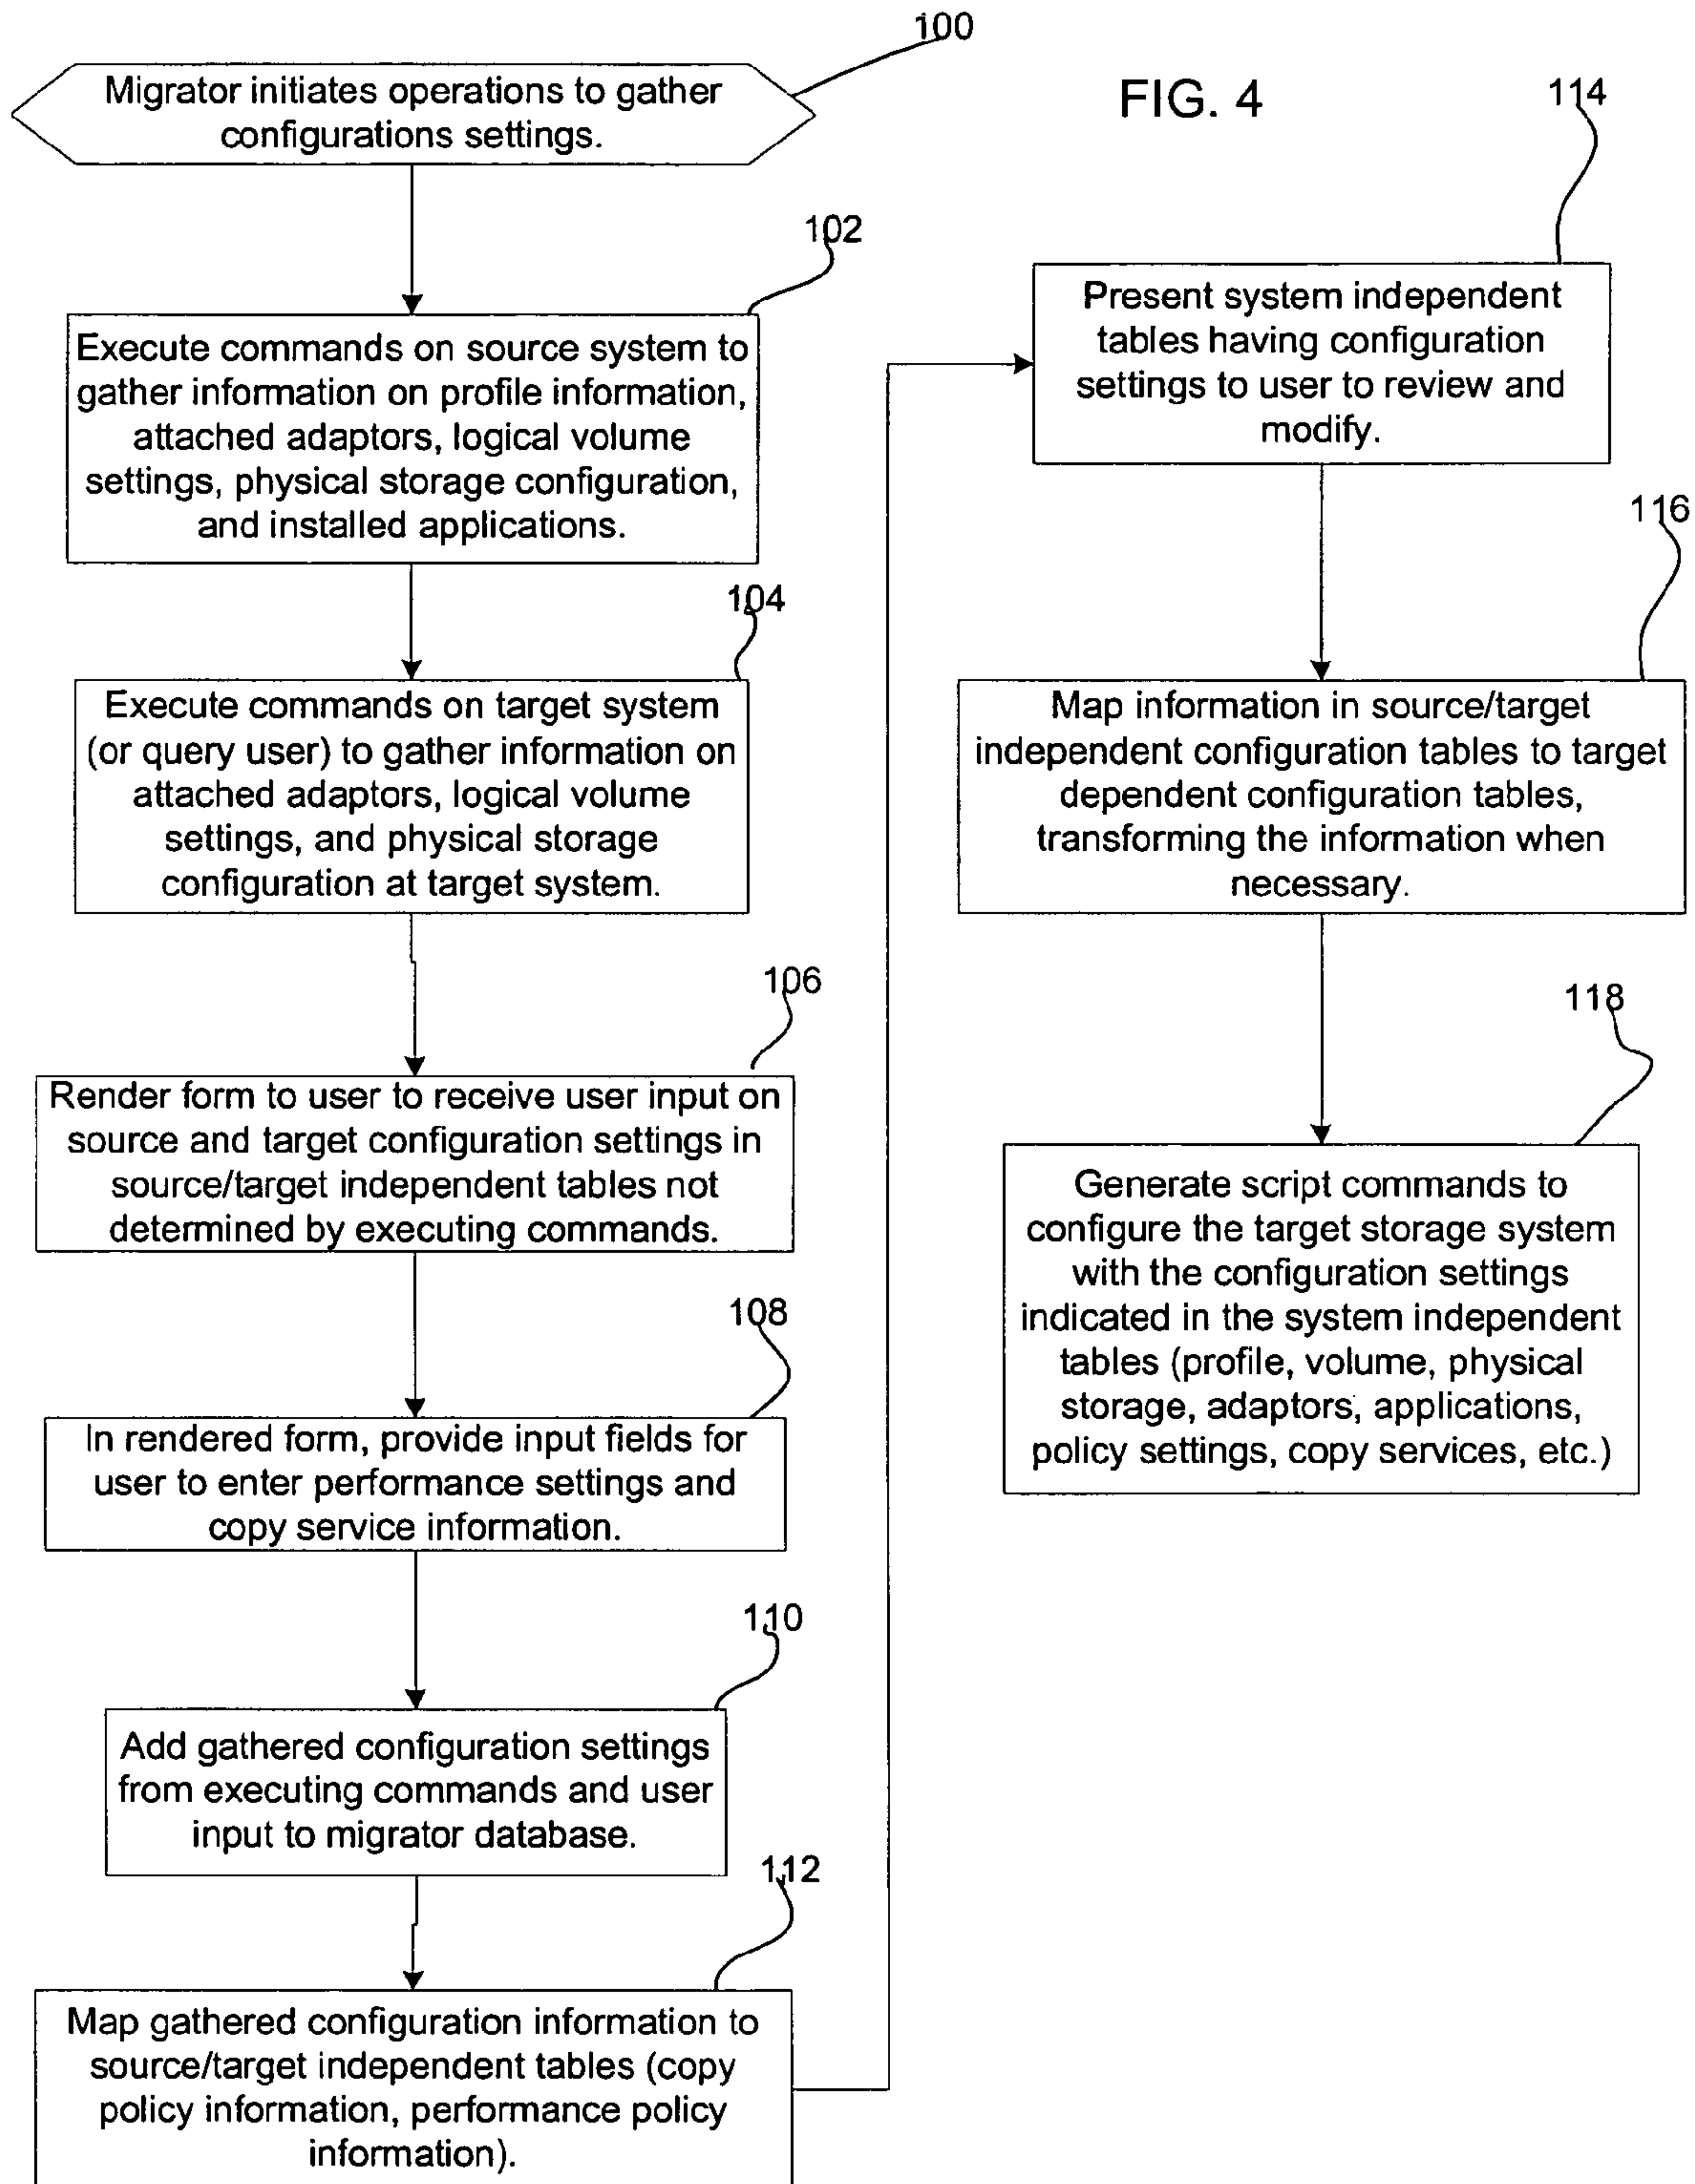 100
Migrator initiates operations to gather
configurations settings.
FIG. 4
102
Execute commands on source system to
gather information on profile information,
attached adaptors, logical volume
settings, physical storage configuration,
and installed applications.
104
Execute commands on target system
(or query user) to gather information on
attached adaptors, logical volume
settings, and physical storage
configuration at target system.
106
Render form to user to receive user input on
source and target configuration settings in
source/target independent tables not
determined by executing commands.
108
In rendered form, provide input fields for
user to enter performance settings and
copy service information.
110
Add gathered configuration settings
from executing commands and user
input to migrator database.
112
Map gathered configuration information to
source/target independent tables (copy
policy information, performance policy
information).
114
Present system independent
tables having configuration
settings to user to review and
modify.
116
Map information in source/target
independent configuration tables to target
dependent configuration tables,
transforming the information when
necessary.
118
Generate script commands to
configure the target storage system
with the configuration settings
indicated in the system independent
tables (profile, volume, physical
storage, adaptors, applications,
policy settings, copy services, etc.)